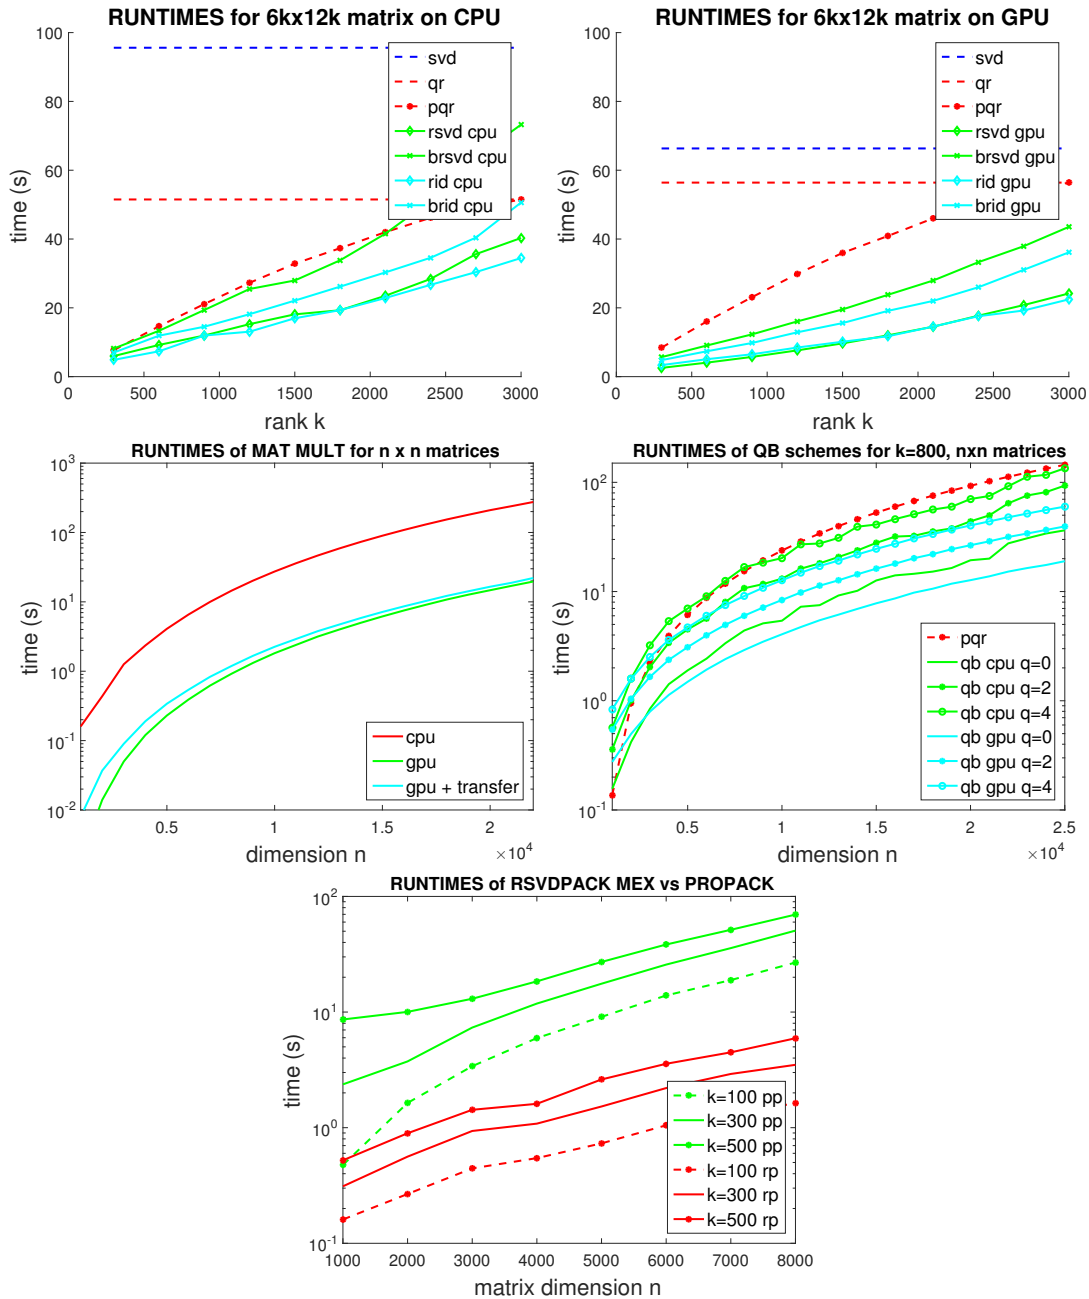 RUNTIMES for 6kx12k matrix on CPU
100
80
60
40
20
0
time (s)
0
500
1000
1500
2000
2500
3000
rank k
svd
qr
pqr
rsvd cpu
brsvd cpu
rid cpu
brid cpu
RUNTIMES for 6kx12k matrix on GPU
100
80
60
40
20
0
time (s)
0
500
1000
1500
2000
2500
3000
rank k
svd
qr
pqr
rsvd gpu
brsvd gpu
rid gpu
brid gpu
RUNTIMES of MAT MULT for n x n matrices
10^3
10^2
10^1
10^0
10^-1
10^-2
time (s)
0.5
1
1.5
2
×10^4
dimension n
cpu
gpu
gpu + transfer
RUNTIMES of QB schemes for k=800, nxn matrices
10^2
10^1
10^0
10^-1
time (s)
0.5
1
1.5
2
2.5
×10^4
dimension n
pqr
qb cpu q=0
qb cpu q=2
qb cpu q=4
qb gpu q=0
qb gpu q=2
qb gpu q=4
RUNTIMES of RSVDPACK MEX vs PROPACK
10^2
10^1
10^0
10^-1
time (s)
1000
2000
3000
4000
5000
6000
7000
8000
matrix dimension n
k=100 pp
k=300 pp
k=500 pp
k=100 rp
k=300 rp
k=500 rp